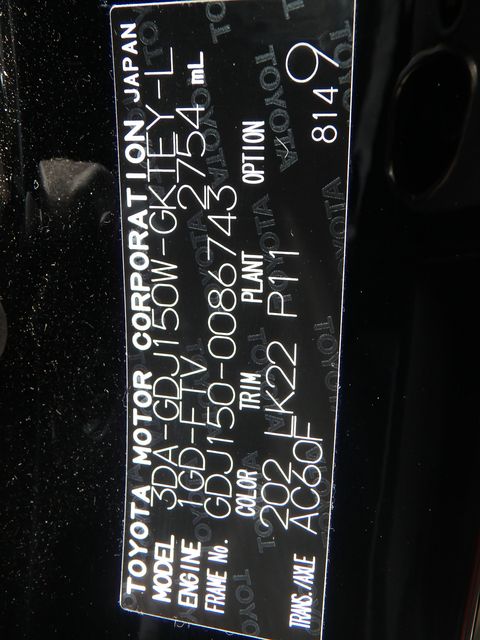 TOYOTA MOTOR CORPORATION JAPAN
MODEL 3DA-GDJ150W-GKTEY-L
ENGINE 1GD-FTV 2754 mL
FRAME No. GDJ150-0086743
COLOR TRIM PLANT OPTION
202 LK22 P11
TRANS./AXLE AC60F 8149